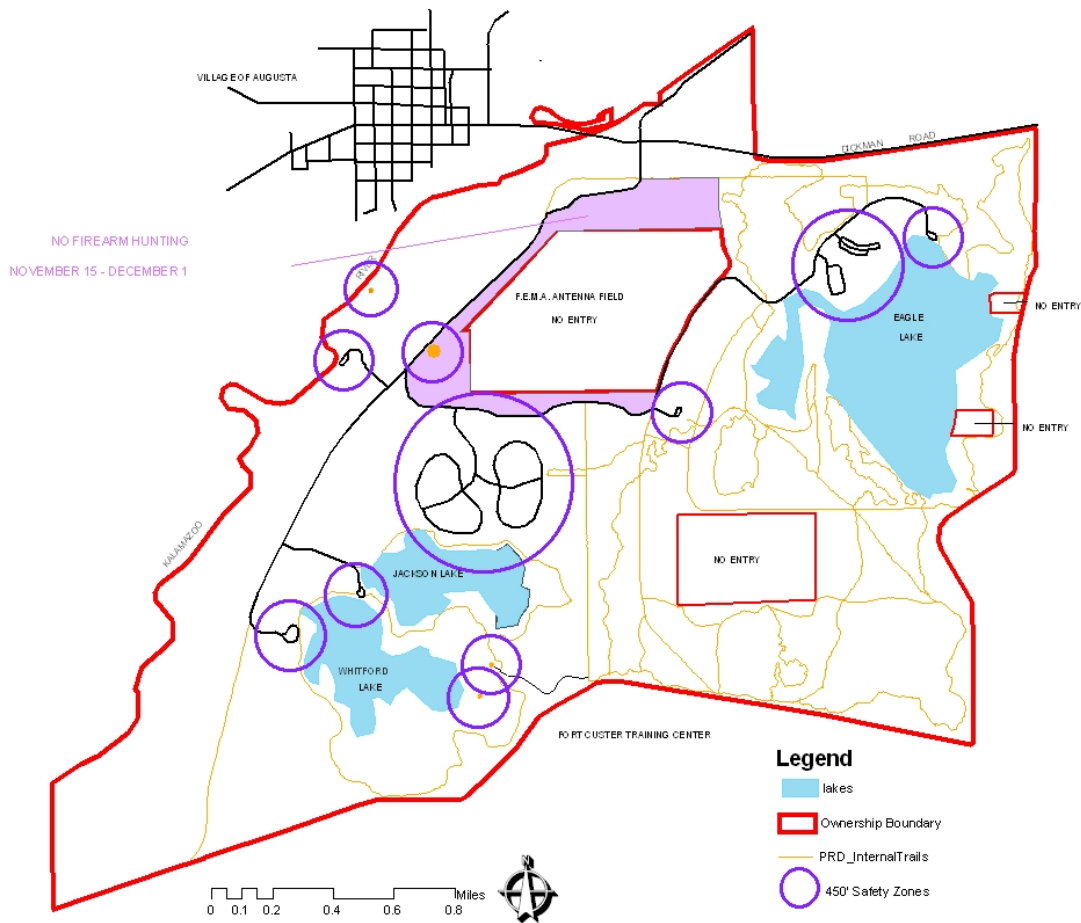 VILLAGE OF AUGUSTA
DICKMAN ROAD
NO FIREARM HUNTING
NOVEMBER 15 - DECEMBER 1
RIVER
F.E.M.A. ANTENNA FIELD
NO ENTRY
EAGLE
LAKE
NO ENTRY
NO ENTRY
KALAMAZOO
NO ENTRY
JACKSON LAKE
WHITFORD
LAKE
FORT CUSTER TRAINING CENTER
Legend
lakes
Ownership Boundary
PRD_InternalTrails
450' Safety Zones
N
Miles
0 0.1 0.2 0.4 0.6 0.8